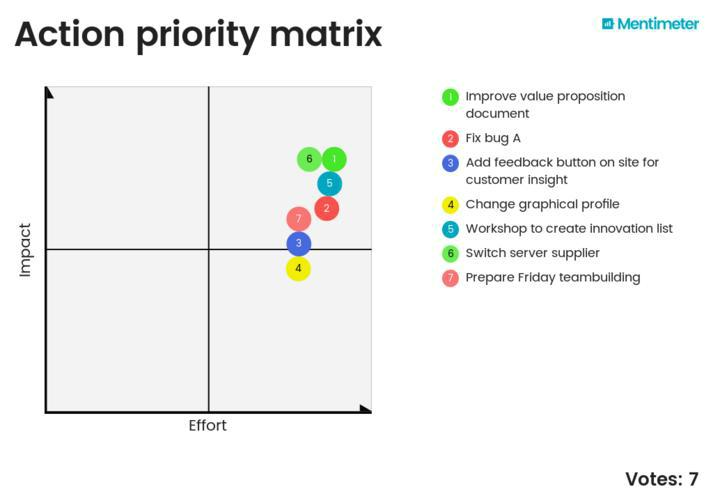 Action priority matrix
Mentimeter
Impact
Effort
6 1
5
2
7
3
4
1 Improve value proposition
document
2 Fix bug A
3 Add feedback button on site for
customer insight
4 Change graphical profile
5 Workshop to create innovation list
6 Switch server supplier
7 Prepare Friday teambuilding
Votes: 7